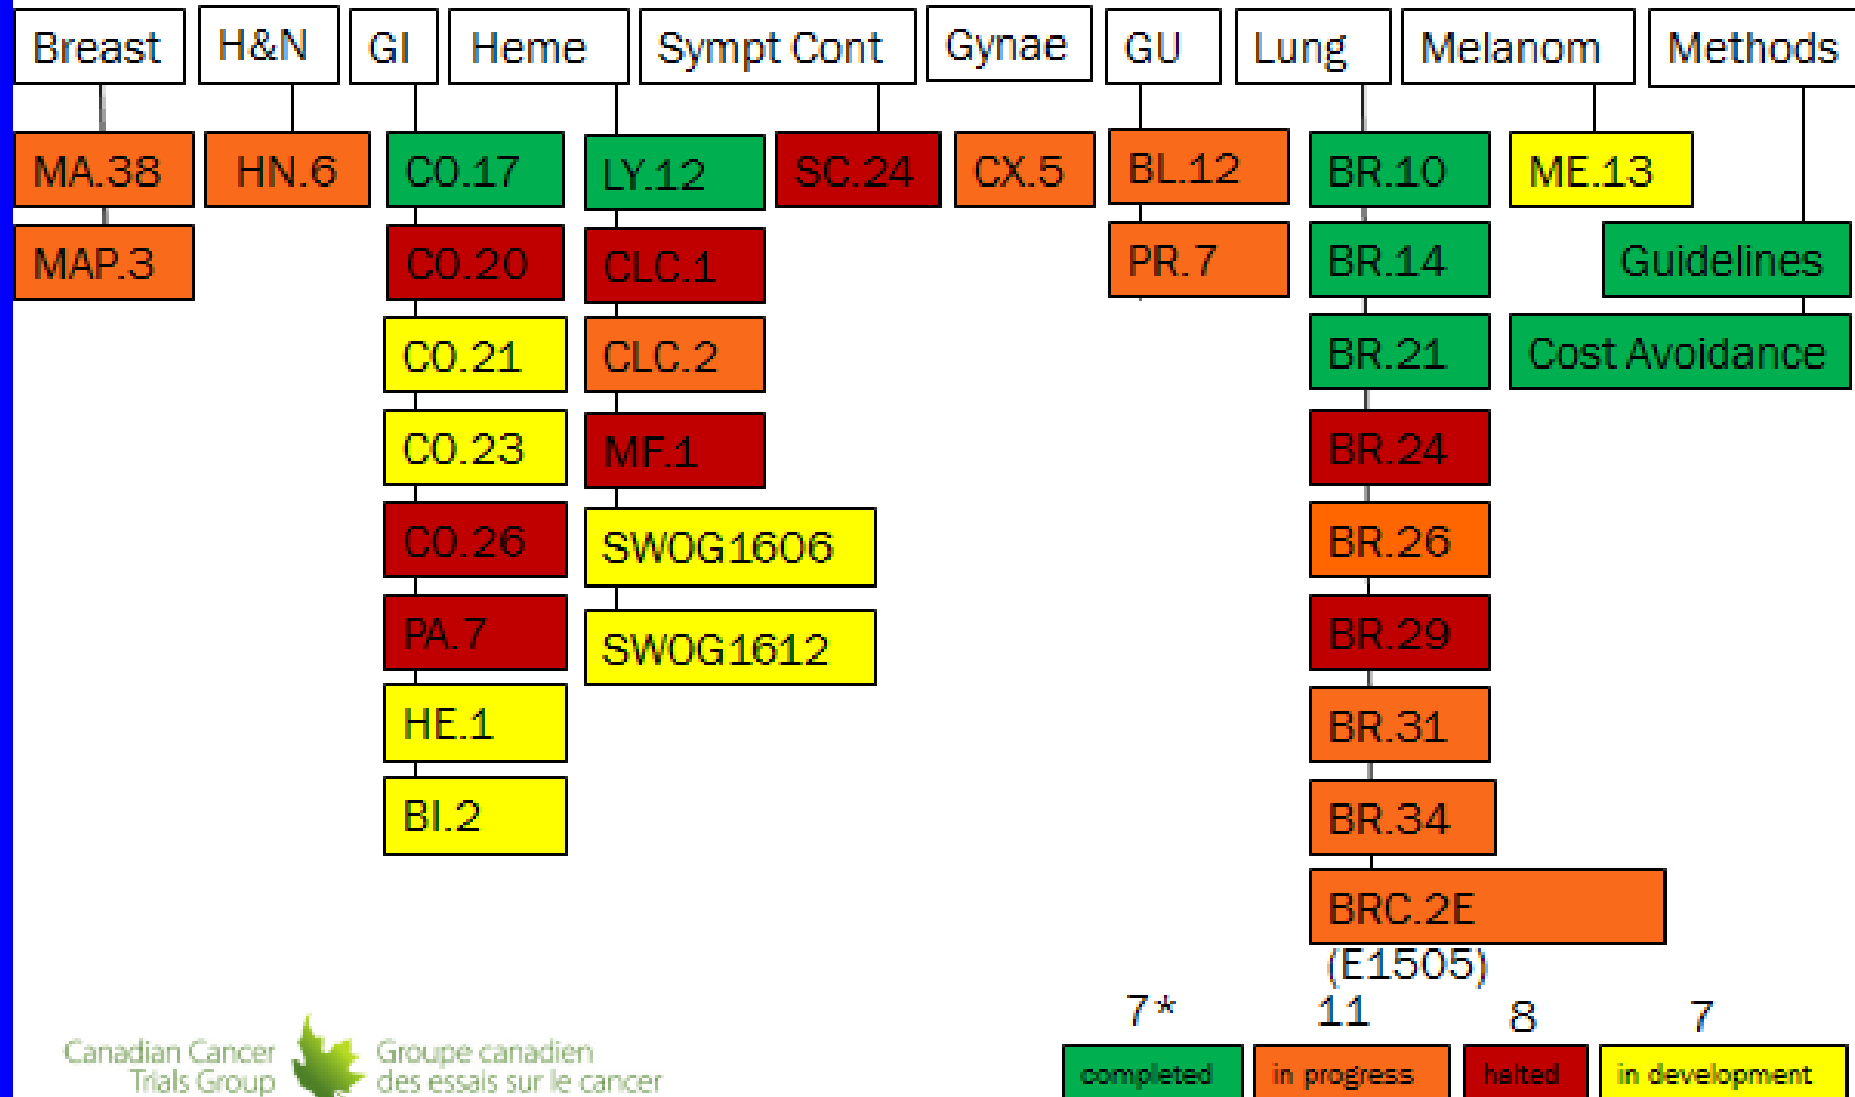 Breast H&N GI Heme Sympt Cont Gynae GU Lung Melanom Methods
MA.38 HN.6 CO.17 LY.12 SC.24 CX.5 BL.12 BR.10 ME.13
MAP.3 CO.20 CLC.1 PR.7 BR.14 Guidelines
CO.21 CLC.2 BR.21 Cost Avoidance
CO.23 MF.1 BR.24
CO.26 SWOG1606 BR.26
PA.7 SWOG1612 BR.29
HE.1 BR.31
BI.2 BR.34
BRC.2E
(E1505)
7* 11 8 7
completed in progress halted in development
Canadian Cancer Groupe canadien
Trials Group des essais sur le cancer